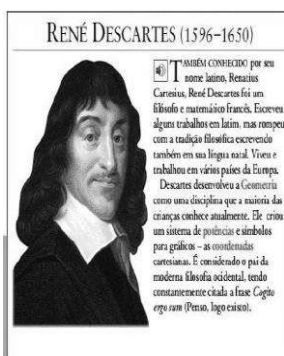 RENÉ DESCARTES (1596–1650)
TAMBÉM CONHECIDO por seu
nome latino, Renatius
Cartesius, René Descartes foi um
filósofo e matemático francês. Escreveu
alguns trabalhos em latim, mas rompeu
com a tradição filosófica escrevendo
também em sua língua natal. Viveu e
trabalhou em vários países da Europa.
Descartes desenvolveu a Geometria
como uma disciplina que a maioria das
crianças conhece atualmente. Ele criou
um sistema de potências e símbolos
para gráficos – as coordenadas
cartesianas. É considerado o pai da
moderna filosofia ocidental, tendo
constantemente citada a frase Cogito
ergo sum (Penso, logo existo).